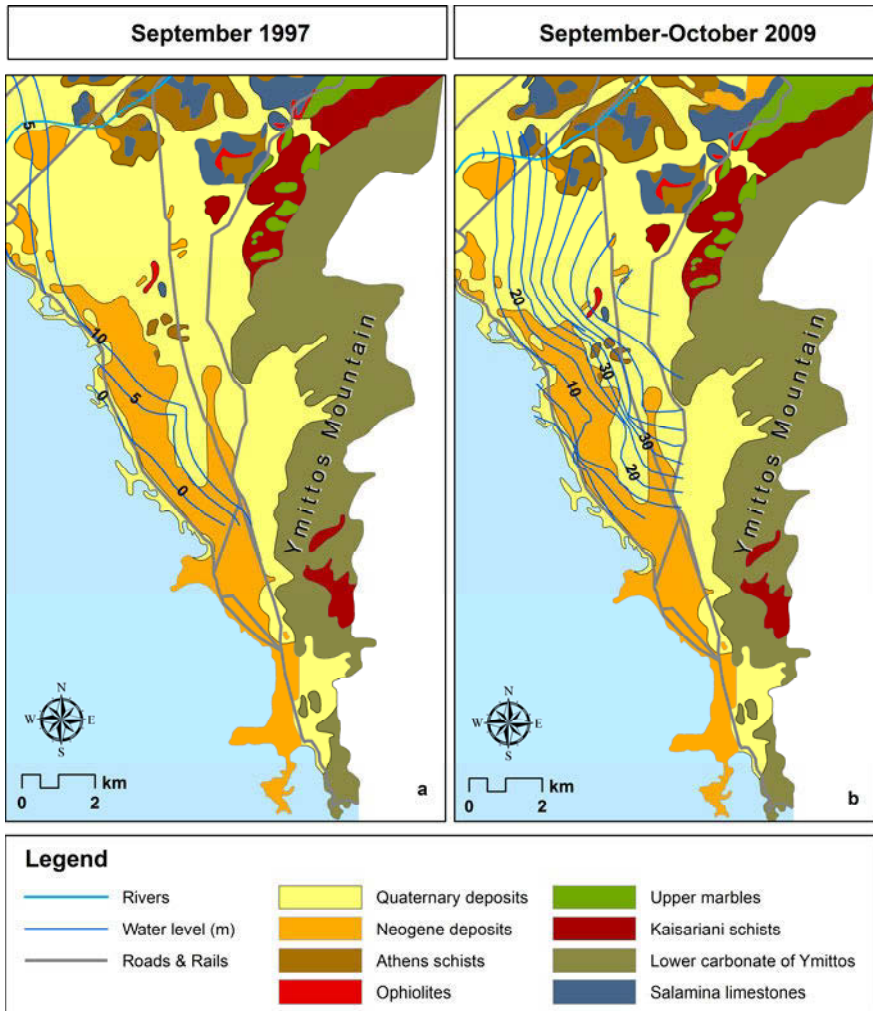 September 1997
September-October 2009
5
10
5
0
0
Ymittos Mountain
N
W
E
S
km
0
2
a
20
30
10
30
20
Ymittos Mountain
N
W
E
S
km
0
2
b
Legend
Rivers
Water level (m)
Roads & Rails
Quaternary deposits
Neogene deposits
Athens schists
Ophiolites
Upper marbles
Kaisariani schists
Lower carbonate of Ymittos
Salamina limestones